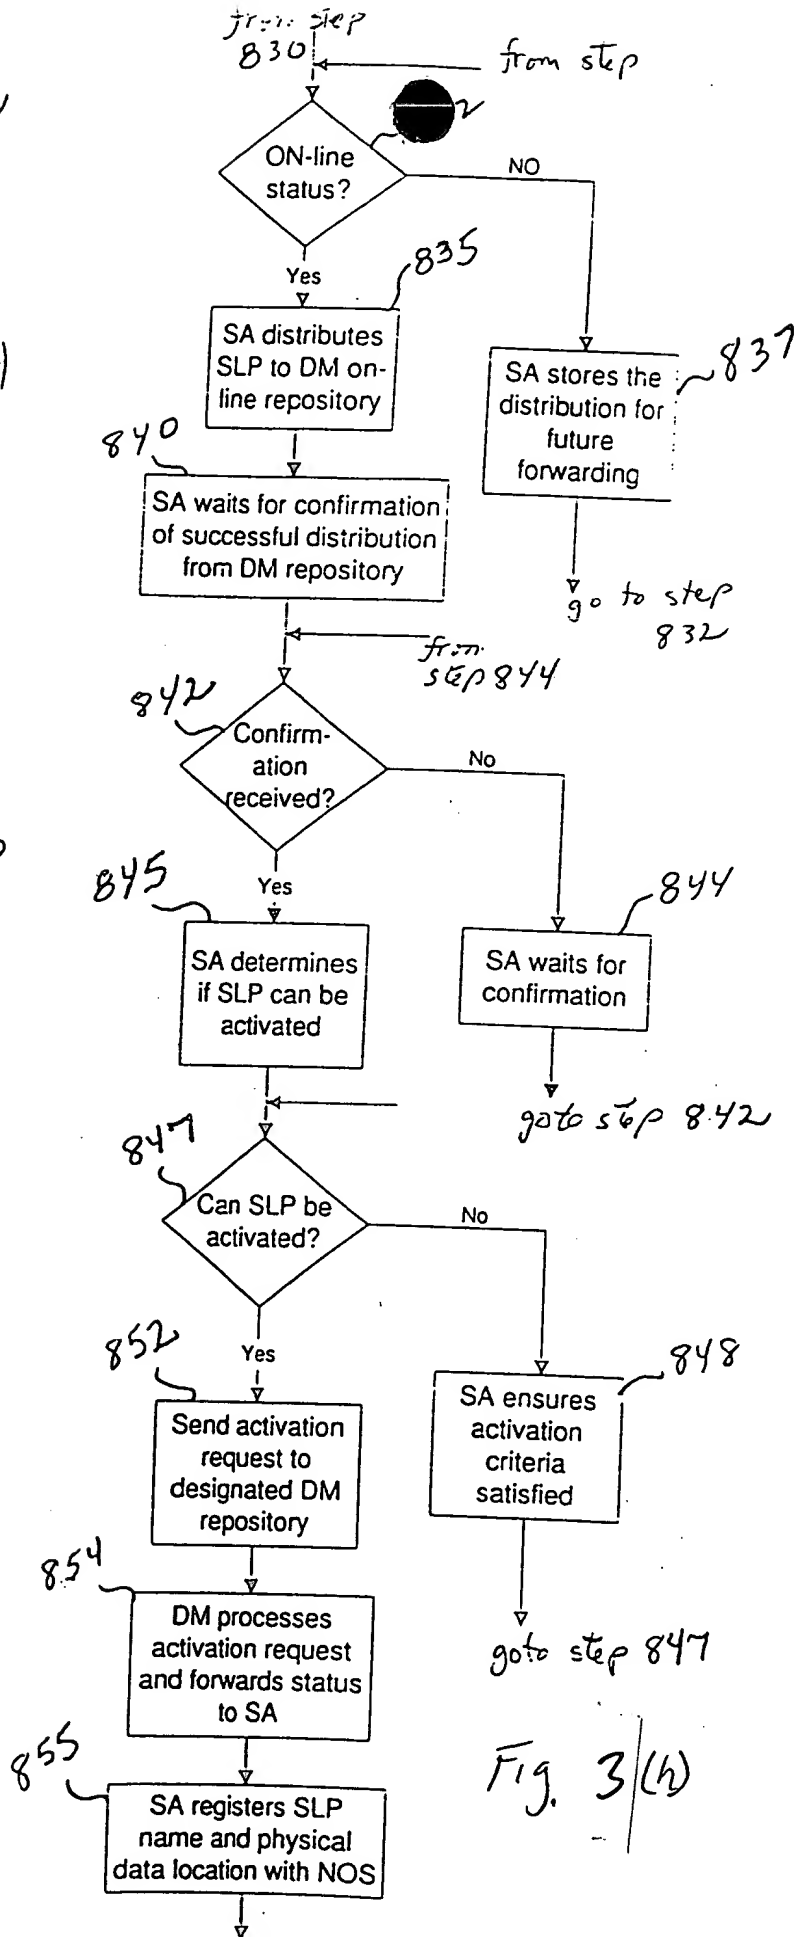 from step
830
from step
2
ON-line
status?
NO
Yes
835
SA distributes
SLP to DM on-
line repository
837
SA stores the
distribution for
future
forwarding
840
SA waits for confirmation
of successful distribution
from DM repository
go to step
832
from
step 844
842
Confirm-
ation
received?
No
Yes
845
844
SA determines
if SLP can be
activated
SA waits for
confirmation
goto step 842
847
Can SLP be
activated?
No
Yes
852
848
Send activation
request to
designated DM
repository
SA ensures
activation
criteria
satisfied
854
DM processes
activation request
and forwards status
to SA
goto step 847
855
SA registers SLP
name and physical
data location with NOS
Fig. 3(h)